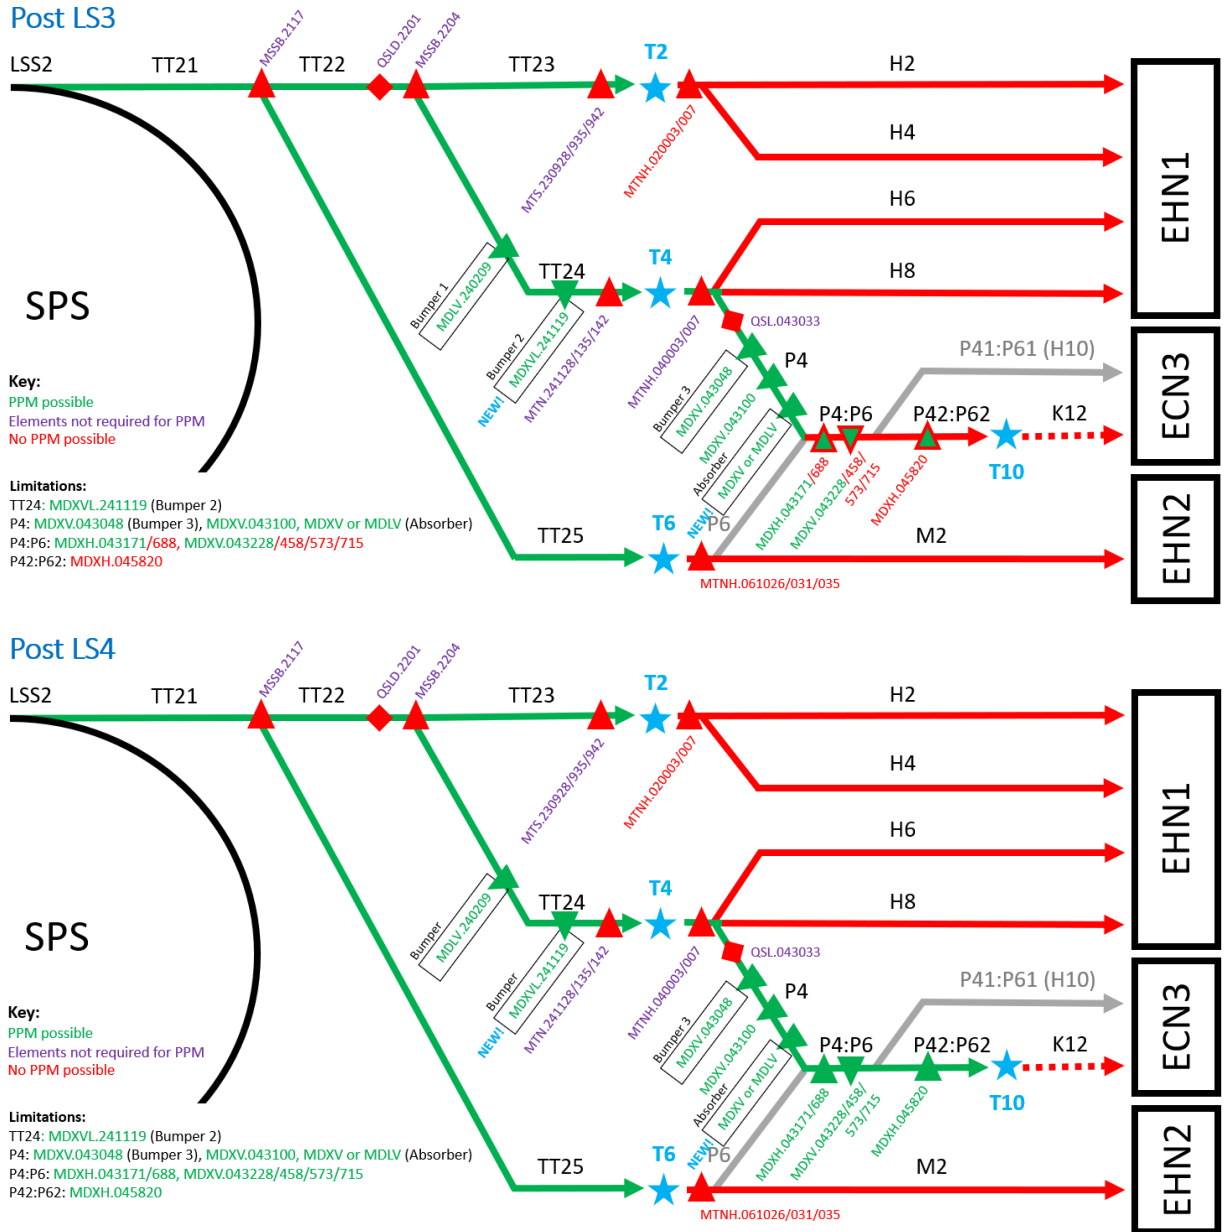 Post LS3
LSS2
TT21
MSSB.2117
TT22
QSLD.2201
MSSB.2204
TT23
MTS.230928/935/942
T2
MTNH.020003/007
H2
H4
EHN1
H6
H8
SPS
Bumper 1
MDLV.240209
TT24
NEW!
Bumper 2
MDXVL.241119
MTN.241128/135/142
T4
MTNH.040003/007
QSL.043033
P4
Bumper 3
MDXV.043048
MDXV.043100
NEW!
Absorber
MDXV or MDLV
P41:P61 (H10)
P4:P6
P42:P62
K12
T10
ECN3
MDXH.043171/688
MDXV.043228/458/
573/715
MDXH.045820
TT25
T6
P6
M2
MTNH.061026/031/035
EHN2
Key:
PPM possible
Elements not required for PPM
No PPM possible
Limitations:
TT24: MDXVL.241119 (Bumper 2)
P4: MDXV.043048 (Bumper 3), MDXV.043100, MDXV or MDLV (Absorber)
P4:P6: MDXH.043171/688, MDXV.043228/458/573/715
P42:P62: MDXH.045820
Post LS4
LSS2
TT21
MSSB.2117
TT22
QSLD.2201
MSSB.2204
TT23
MTS.230928/935/942
T2
MTNH.020003/007
H2
H4
EHN1
H6
H8
SPS
Bumper
MDLV.240209
TT24
NEW!
Bumper
MDXVL.241119
MTN.241128/135/142
T4
MTNH.040003/007
QSL.043033
P4
Bumper 3
MDXV.043048
MDXV.043100
NEW!
Absorber
MDXV or MDLV
P41:P61 (H10)
P4:P6
P42:P62
K12
T10
ECN3
MDXH.043171/688
MDXV.043228/458/
573/715
MDXH.045820
TT25
T6
P6
M2
MTNH.061026/031/035
EHN2
Key:
PPM possible
Elements not required for PPM
No PPM possible
Limitations:
TT24: MDXVL.241119 (Bumper 2)
P4: MDXV.043048 (Bumper 3), MDXV.043100, MDXV or MDLV (Absorber)
P4:P6: MDXH.043171/688, MDXV.043228/458/573/715
P42:P62: MDXH.045820